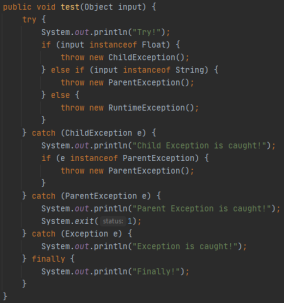 public void test(Object input) {
    try {
        System.out.println("Try!");
        if (input instanceof Float) {
            throw new ChildException();
        } else if (input instanceof String) {
            throw new ParentException();
        } else {
            throw new RuntimeException();
        }
    } catch (ChildException e) {
        System.out.println("Child Exception is caught!");
        if (e instanceof ParentException) {
            throw new ParentException();
        }
    } catch (ParentException e) {
        System.out.println("Parent Exception is caught!");
        System.exit( status: 1);
    } catch (Exception e) {
        System.out.println("Exception is caught!");
    } finally {
        System.out.println("Finally!");
    }
}